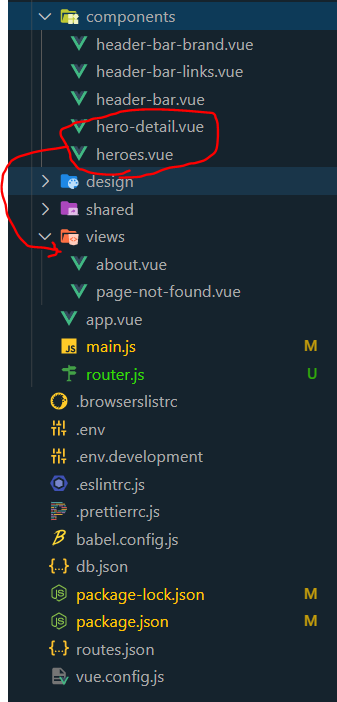 components
header-bar-brand.vue
header-bar-links.vue
header-bar.vue
hero-detail.vue
heroes.vue
design
shared
views
about.vue
page-not-found.vue
app.vue
JS main.js M
router.js U
.browserslistrc
.env
.env.development
.eslintrc.js
.prettierrc.js
babel.config.js
{..} db.json
package-lock.json M
package.json M
{..} routes.json
vue.config.js